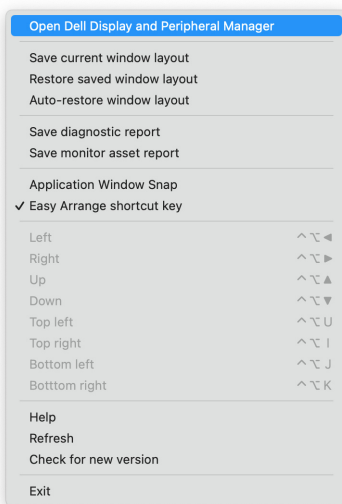 Open Dell Display and Peripheral Manager
Save current window layout
Restore saved window layout
Auto-restore window layout
Save diagnostic report
Save monitor asset report
Application Window Snap
✓ Easy Arrange shortcut key
Left ^⌥◀
Right ^⌥▶
Up ^⌥▲
Down ^⌥▼
Top left ^⌥U
Top right ^⌥I
Bottom left ^⌥J
Botttom right ^⌥K
Help
Refresh
Check for new version
Exit